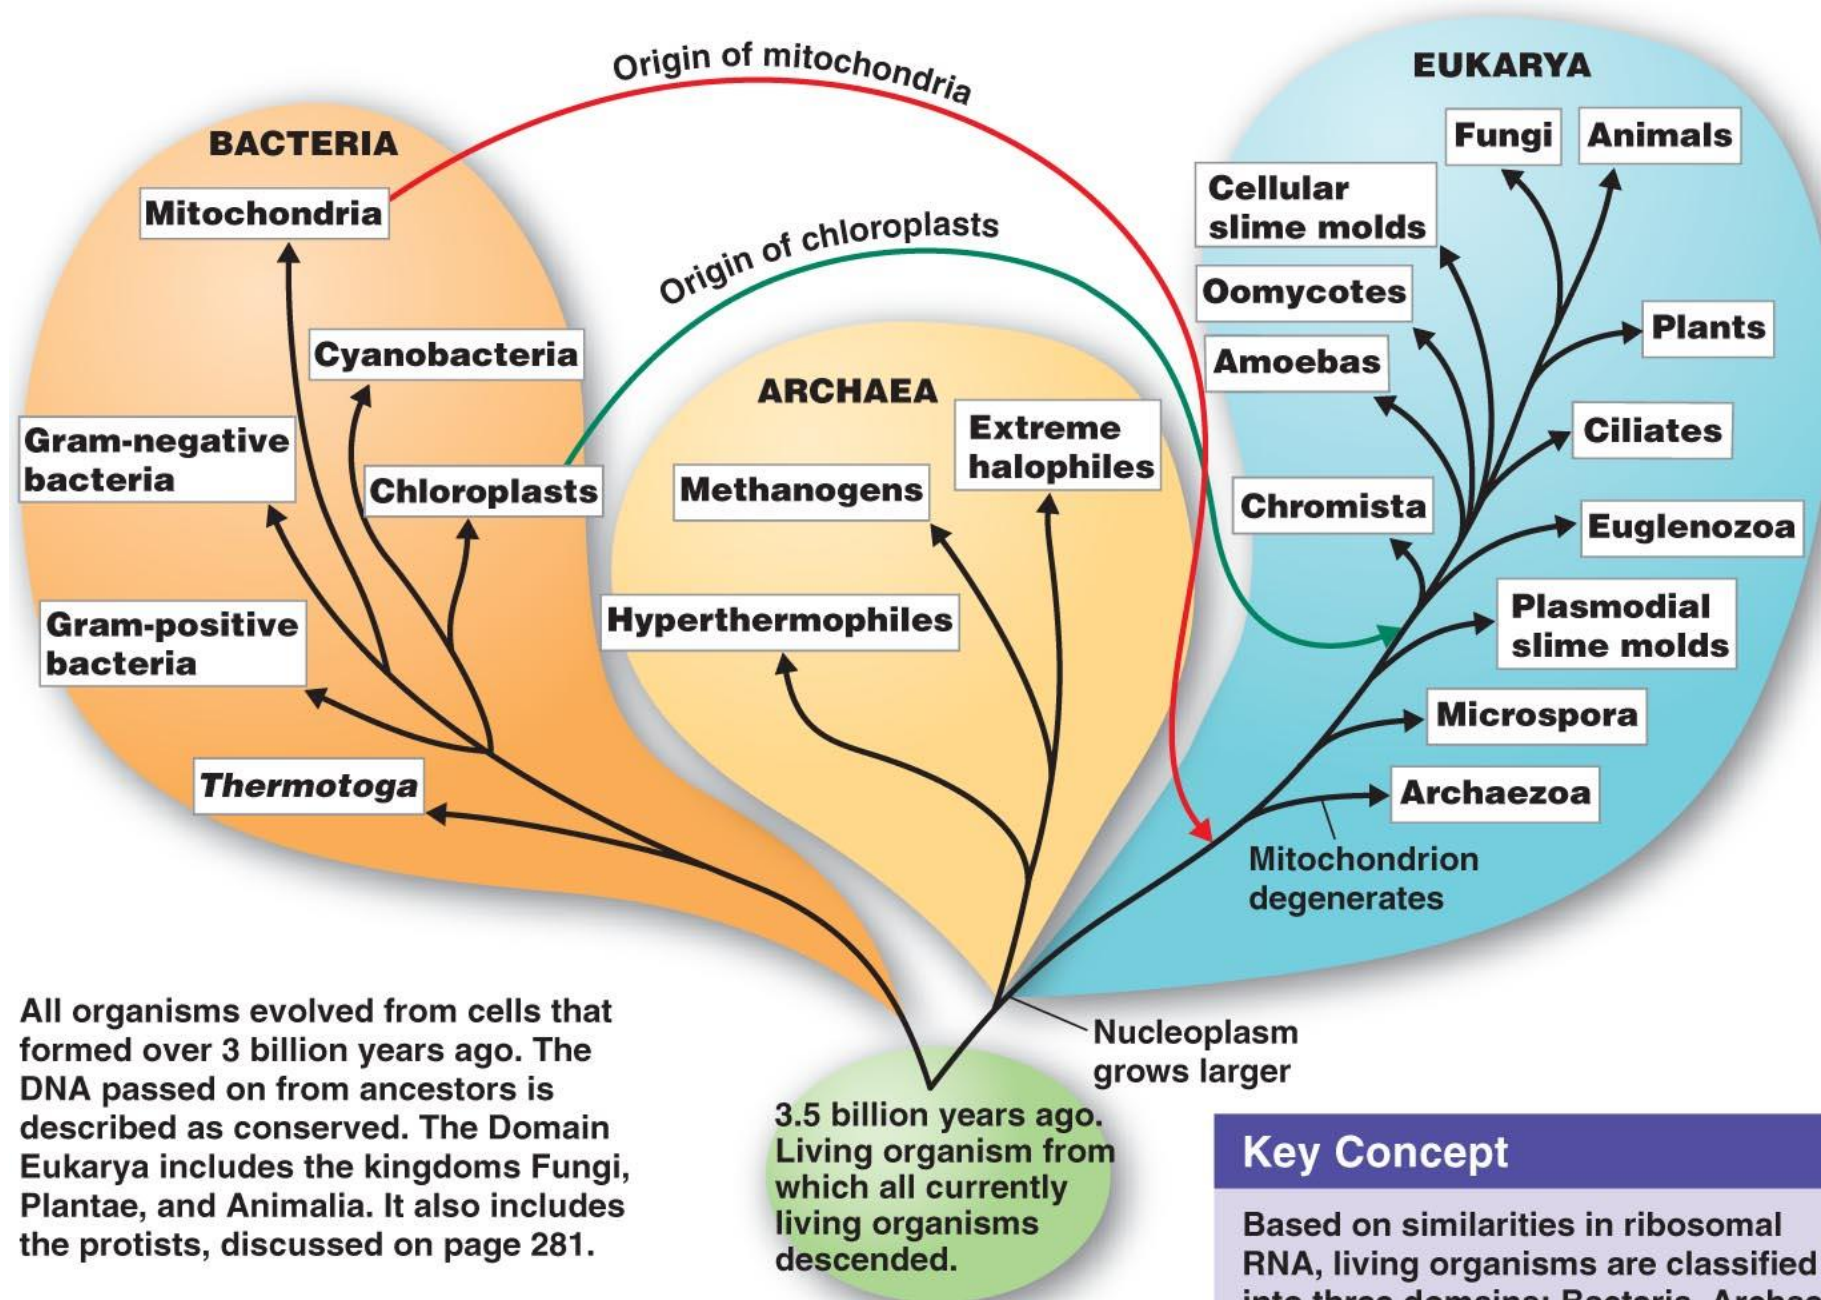 Origin of mitochondria
EUKARYA
BACTERIA
Fungi
Animals
Mitochondria
Cellular
slime molds
Origin of chloroplasts
Oomycotes
Plants
Cyanobacteria
Amoebas
ARCHAEA
Gram-negative
bacteria
Extreme
halophiles
Ciliates
Chloroplasts
Methanogens
Chromista
Euglenozoa
Gram-positive
bacteria
Hyperthermophiles
Plasmodial
slime molds
Microspora
Thermotoga
Archaezoa
Mitochondrion
degenerates
All organisms evolved from cells that
formed over 3 billion years ago. The
DNA passed on from ancestors is
described as conserved. The Domain
Eukarya includes the kingdoms Fungi,
Plantae, and Animalia. It also includes
the protists, discussed on page 281.
Nucleoplasm
grows larger
3.5 billion years ago.
Living organism from
which all currently
living organisms
descended.
Key Concept
Based on similarities in ribosomal
RNA, living organisms are classified
into three domains: Bacteria, Archae